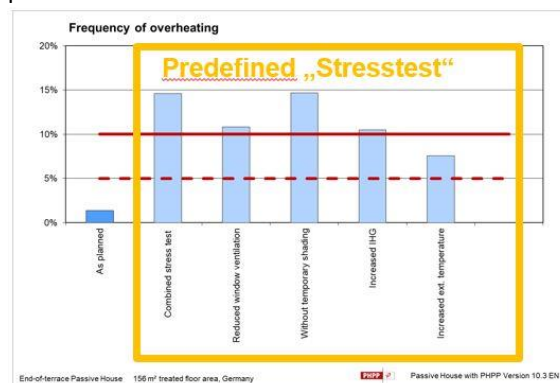 Frequency of overheating
Predefined „Stresstest“
20%
15%
10%
5%
0%
As planned
Combined stress test
Reduced window ventilation
Without temporary shading
Increased IHG
Increased ext. temperature
End-of-terrace Passive House 156 m² treated floor area, Germany
PHPP Passive House with PHPP Version 10.3 EN